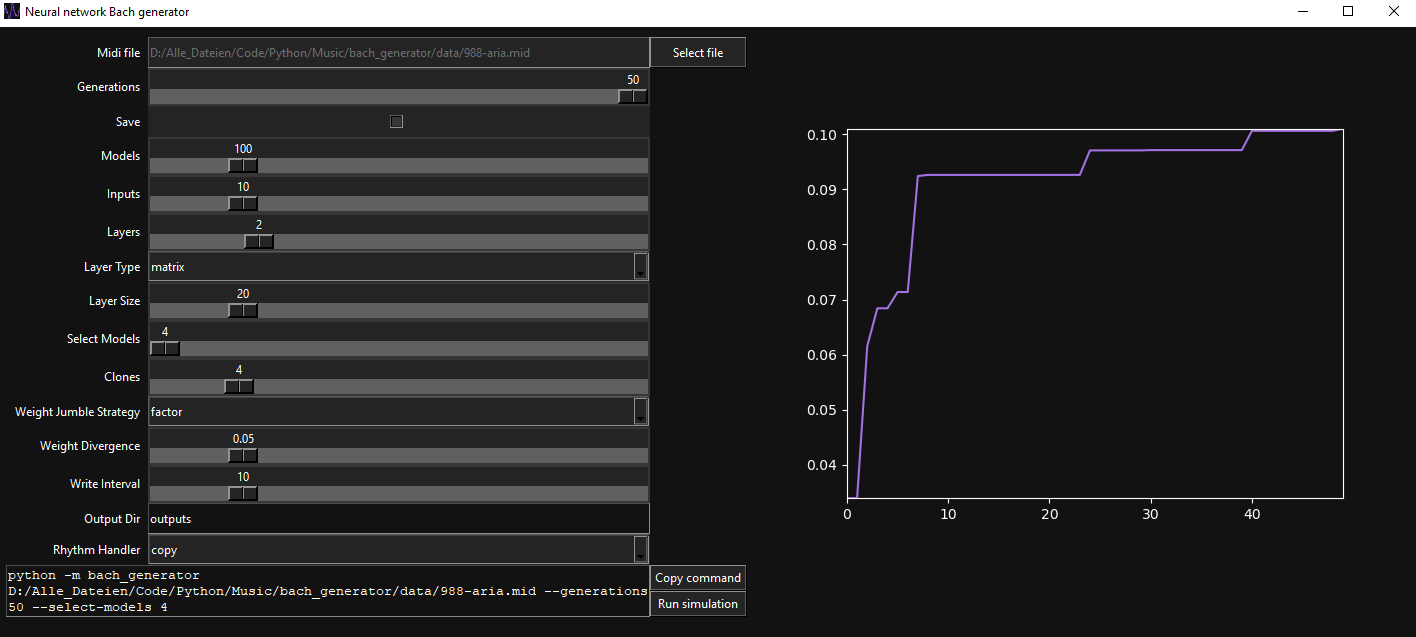 Neural network Bach generator
Midi file D:/Alle_Dateien/Code/Python/Music/bach_generator/data/988-aria.mid Select file
Generations 50
Save
Models 100
Inputs 10
Layers 2
Layer Type matrix
Layer Size 20
Select Models 4
Clones 4
Weight Jumble Strategy factor
Weight Divergence 0.05
Write Interval 10
Output Dir outputs
Rhythm Handler copy
python -m bach_generator
D:/Alle_Dateien/Code/Python/Music/bach_generator/data/988-aria.mid --generations
50 --select-models 4
Copy command
Run simulation
0.10
0.09
0.08
0.07
0.06
0.05
0.04
0 10 20 30 40